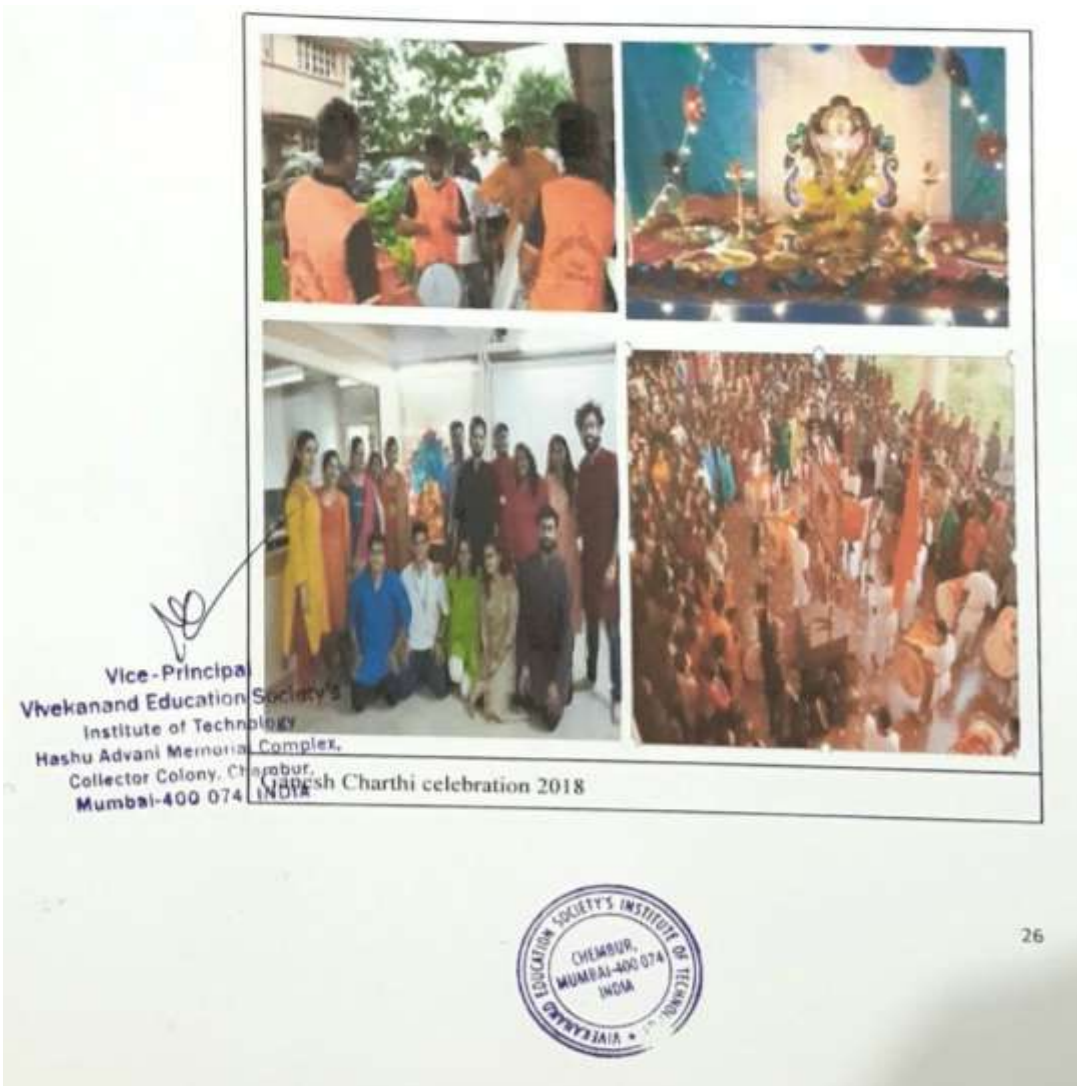 Vice-Principal
Vivekanand Education Society's
Institute of Technology
Hashu Advani Memorial Complex,
Collector Colony, Chembur,
Mumbai-400 074 INDIA
Ganesh Charthi celebration 2018
VIVEKANAND EDUCATION SOCIETY'S INSTITUTE OF
CHEMBUR,
MUMBAI-400 074
INDIA
26